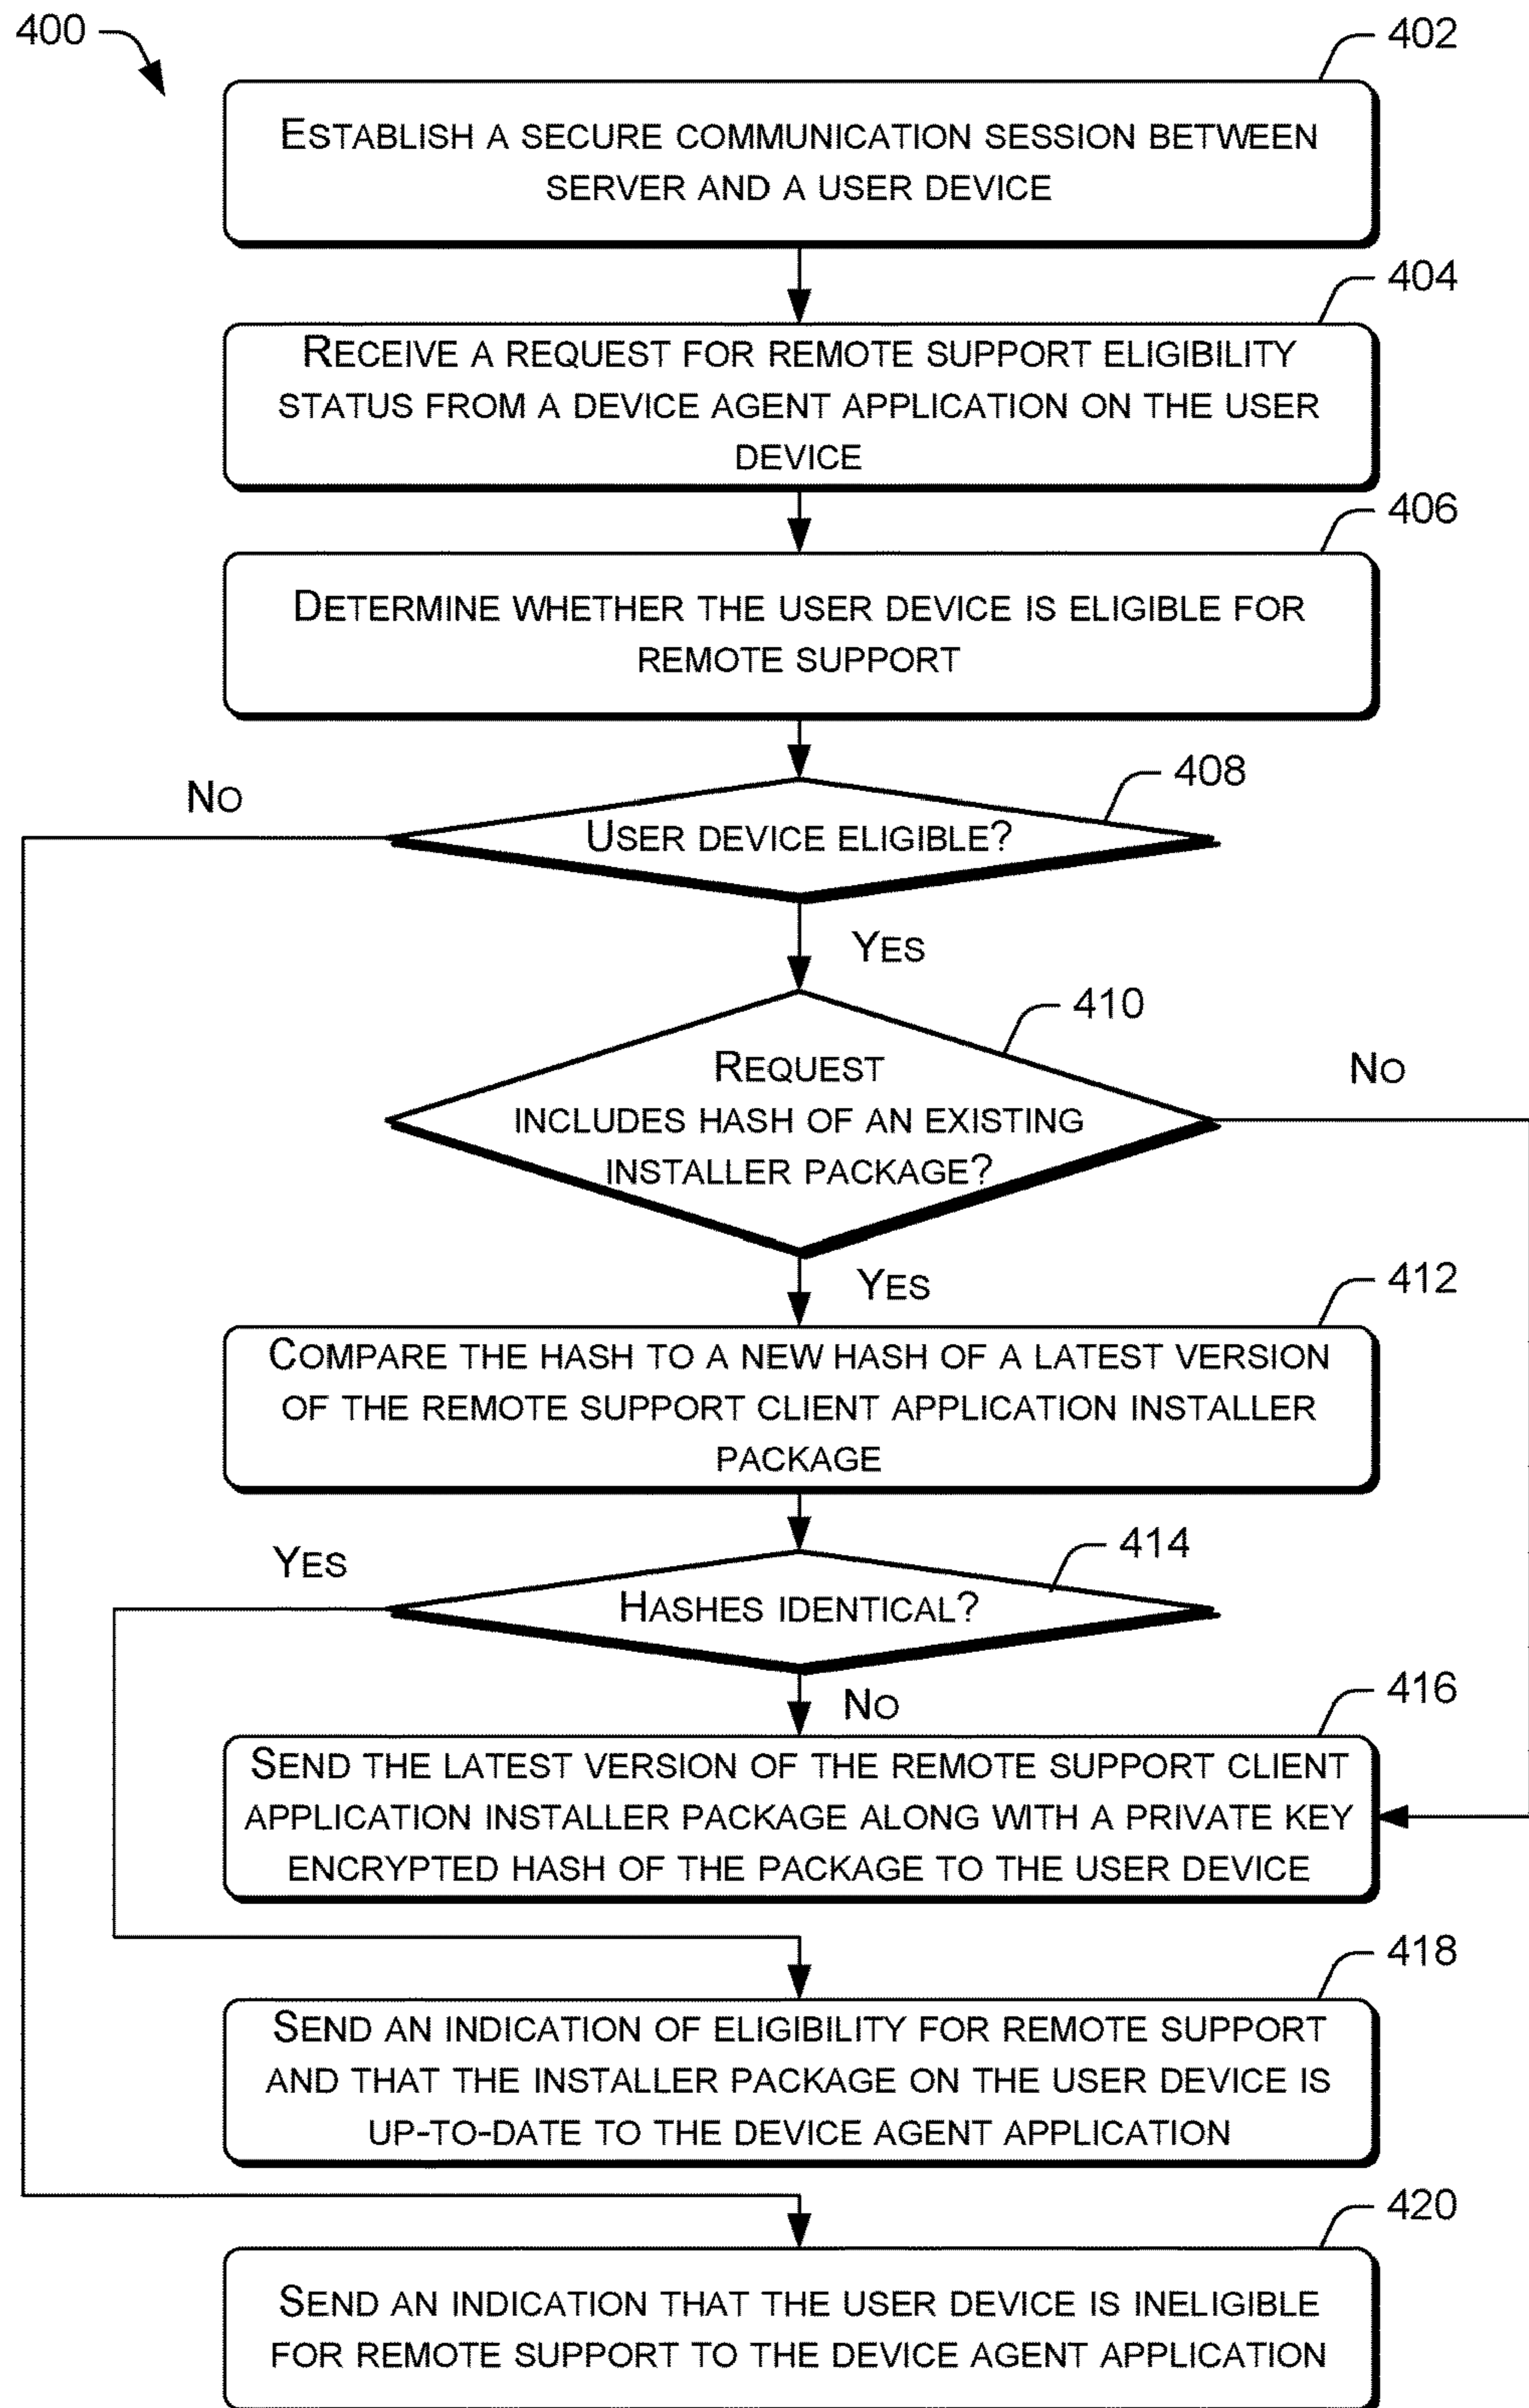 400
402
Establish a secure communication session between
server and a user device
404
Receive a request for remote support eligibility
status from a device agent application on the user
device
406
Determine whether the user device is eligible for
remote support
408
No
User device eligible?
Yes
410
Request
includes hash of an existing
installer package?
No
Yes
412
Compare the hash to a new hash of a latest version
of the remote support client application installer
package
414
Yes
Hashes identical?
No
416
Send the latest version of the remote support client
application installer package along with a private key
encrypted hash of the package to the user device
418
Send an indication of eligibility for remote support
and that the installer package on the user device is
up-to-date to the device agent application
420
Send an indication that the user device is ineligible
for remote support to the device agent application